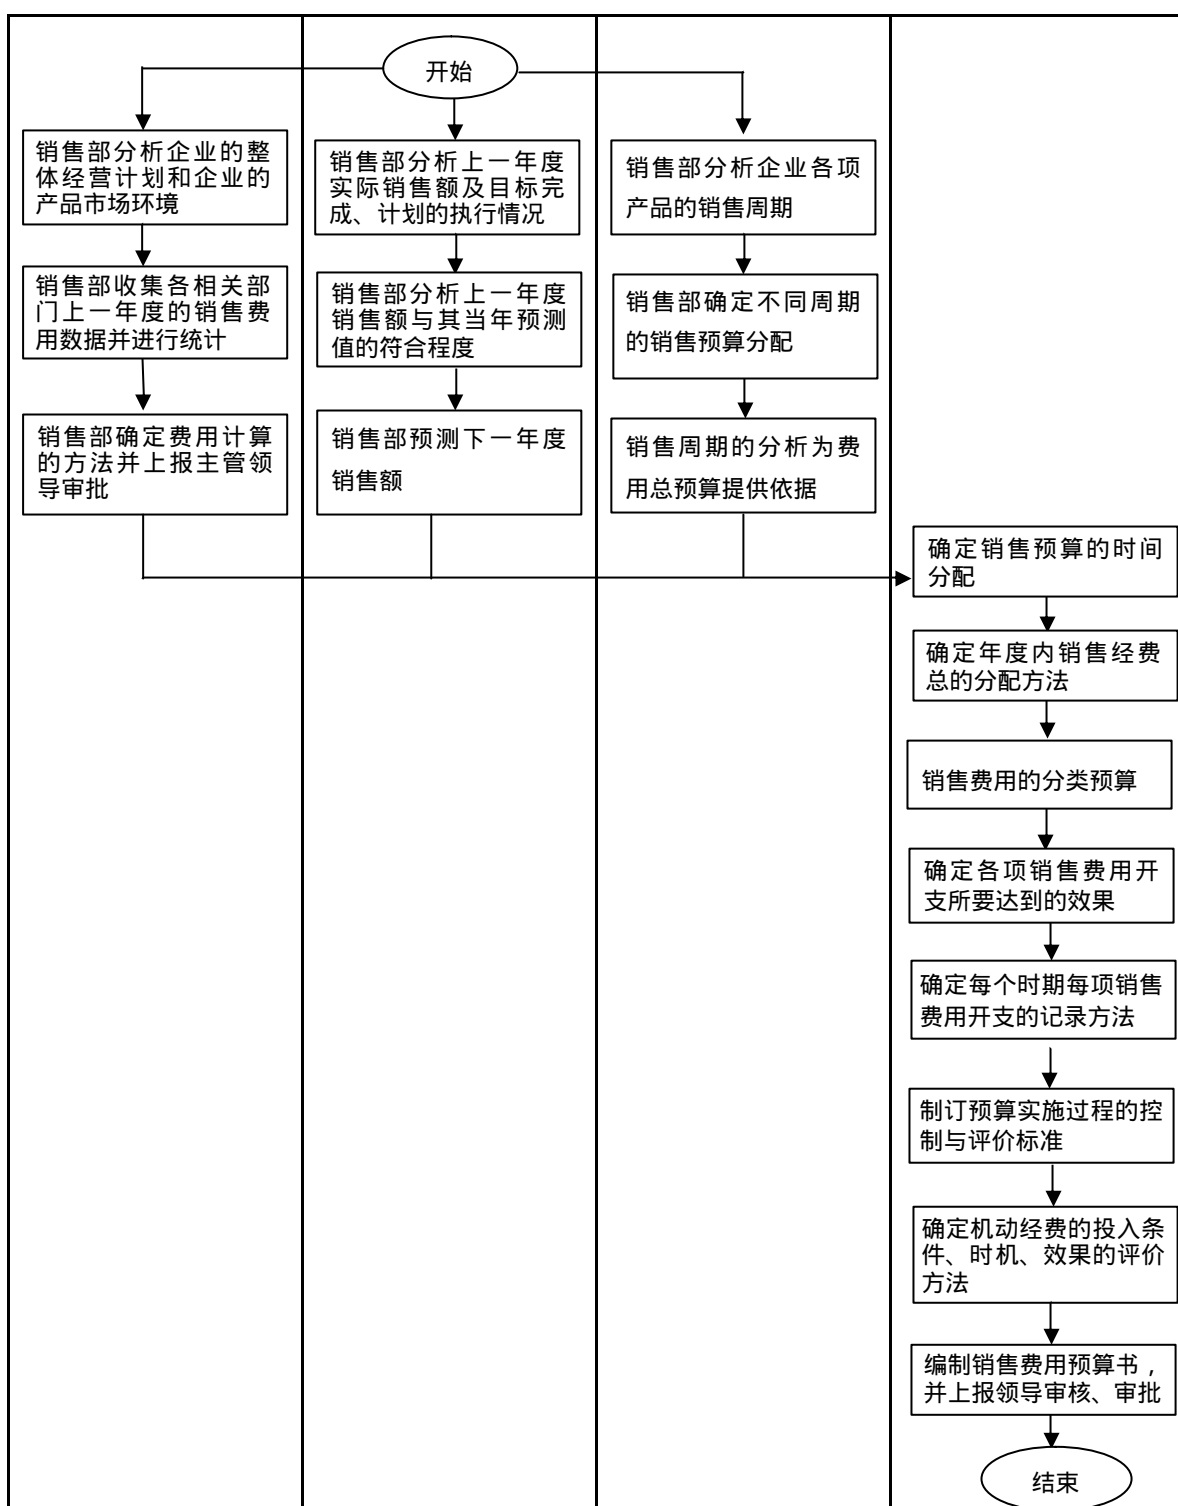 开始
销售部分析企业的整
体经营计划和企业的
产品市场环境
销售部收集各相关部
门上一年度的销售费
用数据并进行统计
销售部确定费用计算
的方法并上报主管领
导审批
销售部分析上一年度
实际销售额及目标完
成、计划的执行情况
销售部分析上一年度
销售额与其当年预测
值的符合程度
销售部预测下一年度
销售额
销售部分析企业各项
产品的销售周期
销售部确定不同周期
的销售预算分配
销售周期的分析为费
用总预算提供依据
确定销售预算的时间
分配
确定年度内销售经费
总的分配方法
销售费用的分类预算
确定各项销售费用开
支所要达到的效果
确定每个时期每项销售
费用开支的记录方法
制订预算实施过程的控
制与评价标准
确定机动经费的投入条
件、时机、效果的评价
方法
编制销售费用预算书，
并上报领导审核、审批
结束